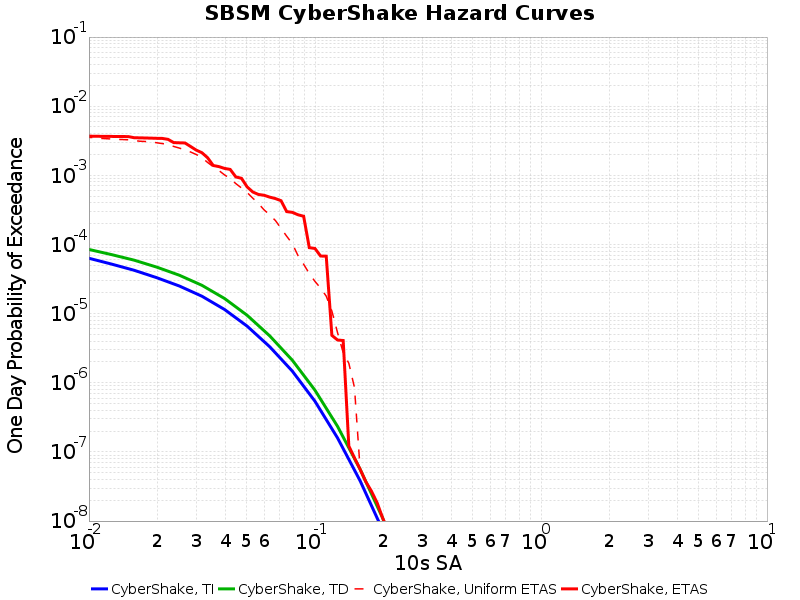 SBSM CyberShake Hazard Curves
One Day Probability of Exceedance
10^-1
10^-2
10^-3
10^-4
10^-5
10^-6
10^-7
10^-8
10^-2 2 3 4 5 6 10^-1 2 3 4 5 6 7 10^0 2 3 4 5 6 7 10^1
10s SA
CyberShake, TI CyberShake, TD CyberShake, Uniform ETAS CyberShake, ETAS